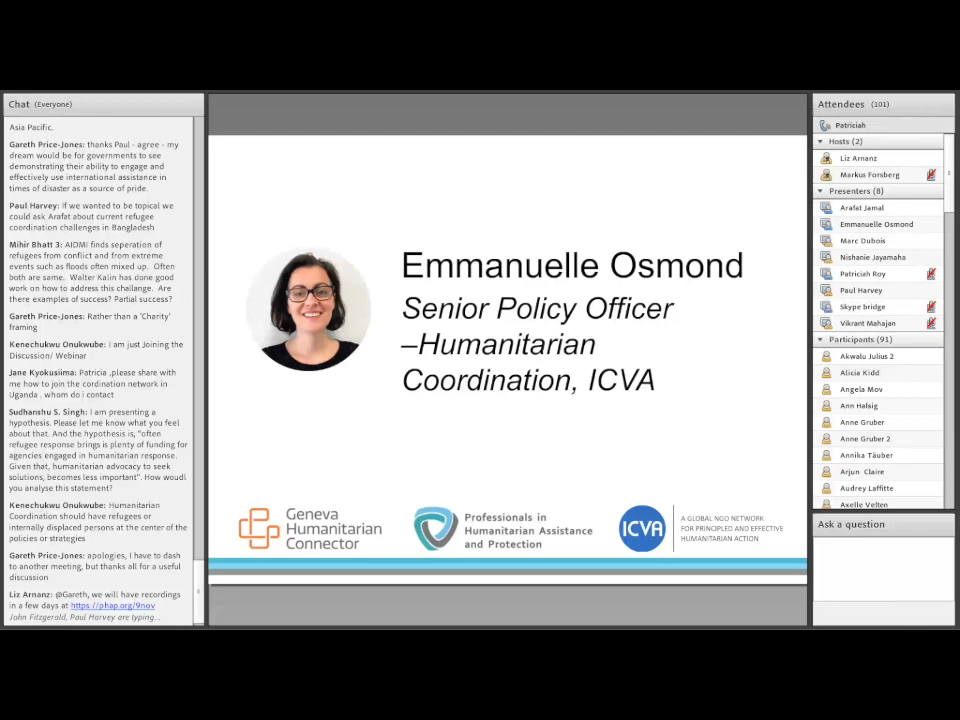 Chat (Everyone)
Asia Pacific.
Gareth Price-Jones: thanks Paul - agree - my
dream would be for governments to see
demonstrating their ability to engage and
effectively use international assistance in
times of disaster as a source of pride.
Paul Harvey: If we wanted to be topical we
could ask Arafat about current refugee
coordination challenges in Bangladesh
Mihir Bhatt 3: AIDMI finds seperation of
refugees from conflict and from extreme
events such as floods often mixed up. Often
both are same. Walter Kalin has done good
work on how to address this challange. Are
there examples of success? Partial success?
Gareth Price-Jones: Rather than a 'Charity'
framing
Kenechukwu Onukwube: I am just Joining the
Discussion/ Webinar
Jane Kyokusiima: Patricia ,please share with
me how to join the cordination network in
Uganda . whom do i contact
Sudhanshu S. Singh: I am presenting a
hypothesis. Please let me know what you feel
about that. And the hypothesis is, "often
refugee response brings is plenty of funding for
agencies engaged in humanitarian response.
Given that, humanitarian advocacy to seek
solutions, becomes less important". How woudl
you analyse this statement?
Kenechukwu Onukwube: Humanitarian
Coordination should have refugees or
internally displaced persons at the center of the
policies or strategies
Gareth Price-Jones: apologies, I have to dash
to another meeting, but thanks all for a useful
discussion
Liz Arnanz: @Gareth, we will have recordings
in a few days at https://phap.org/9nov
John Fitzgerald, Paul Harvey are typing...
Emmanuelle Osmond
Senior Policy Officer
–Humanitarian
Coordination, ICVA
Geneva
Humanitarian
Connector
Professionals in
Humanitarian Assistance
and Protection
ICVA
A GLOBAL NGO NETWORK
FOR PRINCIPLED AND EFFECTIVE
HUMANITARIAN ACTION
Attendees (101)
Patriciah
Hosts (2)
Liz Arnanz
Markus Forsberg
Presenters (8)
Arafat Jamal
Emmanuelle Osmond
Marc Dubois
Nishanie Jayamaha
Patriciah Roy
Paul Harvey
Skype bridge
Vikrant Mahajan
Participants (91)
Akwalu Julius 2
Alicia Kidd
Angela Mov
Ann Halsig
Anne Gruber
Anne Gruber 2
Annika Täuber
Arjun Claire
Audrey Laffitte
Axelle Velten
Ask a question